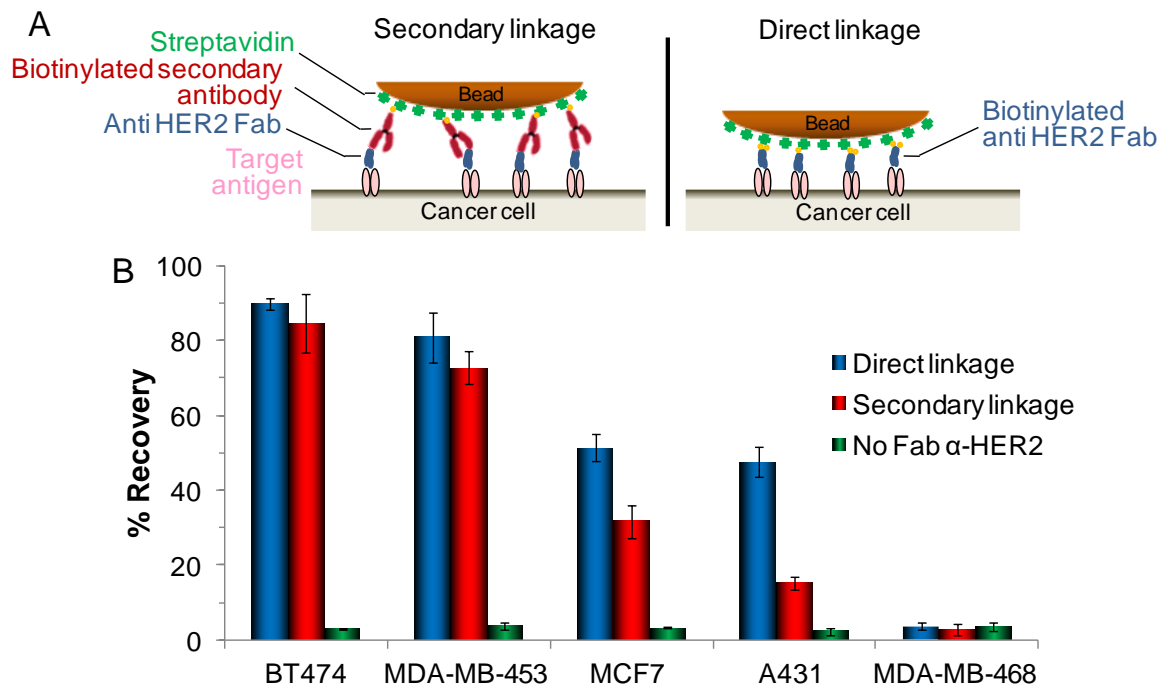 A
Secondary linkage
Direct linkage
Streptavidin
Biotinylated secondary
antibody
Anti HER2 Fab
Target
antigen
Bead
Cancer cell
Bead
Biotinylated
anti HER2 Fab
Cancer cell
B
% Recovery
100
80
60
40
20
0
Direct linkage
Secondary linkage
No Fab α-HER2
BT474
MDA-MB-453
MCF7
A431
MDA-MB-468